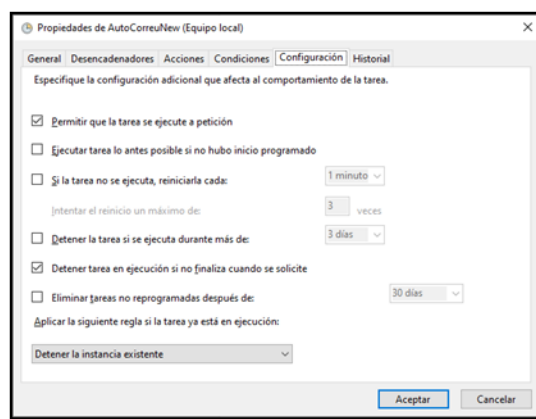 Propiedades de AutoCorreuNew (Equipo local)
General Desencadenadores Acciones Condiciones Configuración Historial
Especifique la configuración adicional que afecta al comportamiento de la tarea.
Permitir que la tarea se ejecute a petición
Ejecutar tarea lo antes posible si no hubo inicio programado
Si la tarea no se ejecuta, reiniciarla cada: 1 minuto
Intentar el reinicio un máximo de: 3 veces
Detener la tarea si se ejecuta durante más de: 3 días
Detener tarea en ejecución si no finaliza cuando se solicite
Eliminar tareas no reprogramadas después de: 30 días
Aplicar la siguiente regla si la tarea ya está en ejecución:
Detener la instancia existente
Aceptar Cancelar